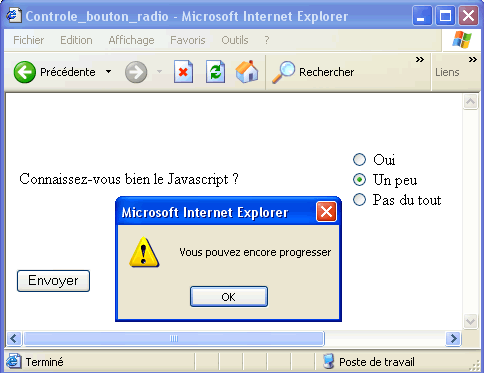 Controle_bouton_radio - Microsoft Internet Explorer
Fichier Edition Affichage Favoris Outils ?
Précédente Rechercher » Liens »
Oui
Connaissez-vous bien le Javascript ? Un peu
Pas du tout
Microsoft Internet Explorer
Vous pouvez encore progresser
OK
Envoyer
Terminé Poste de travail